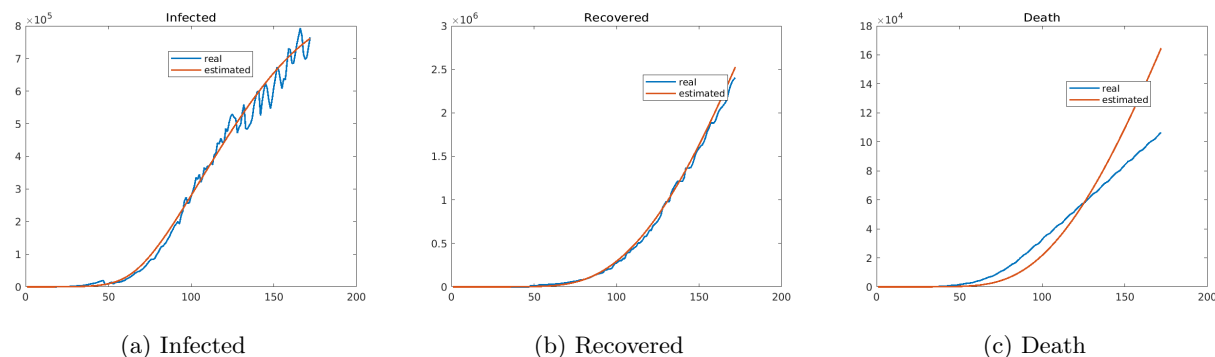 Infected
×10^5
8
7
6
5
4
3
2
1
0
0 50 100 150 200
real
estimated
(a) Infected
Recovered
×10^6
3
2.5
2
1.5
1
0.5
0
0 50 100 150 200
real
estimated
(b) Recovered
Death
×10^4
18
16
14
12
10
8
6
4
2
0
0 50 100 150 200
real
estimated
(c) Death